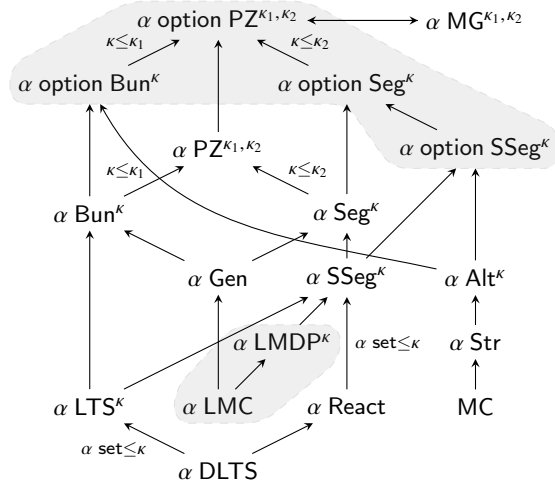 α option PZ^κ₁,κ₂ α MG^κ₁,κ₂
κ≤κ₁ κ≤κ₂
α option Bun^κ α option Seg^κ
α PZ^κ₁,κ₂ α option SSeg^κ
κ≤κ₁ κ≤κ₂
α Bun^κ α Seg^κ
α Gen α SSeg^κ α Alt^κ
α LMDP^κ α set≤κ α Str
α LTS^κ α LMC α React MC
α set≤κ
α DLTS